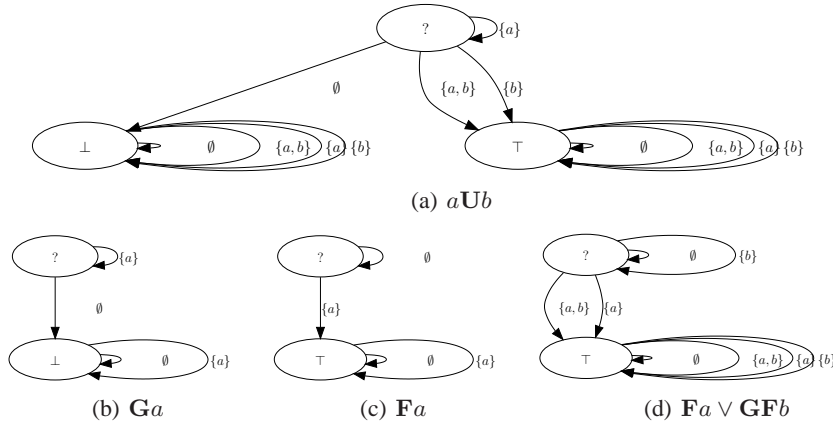 ?
{a}
∅
{a, b}
{b}
⊥
∅
{a, b}
{a}
{b}
⊤
∅
{a, b}
{a}
{b}
(a) aUb
?
{a}
∅
⊥
∅
{a}
(b) Ga
?
∅
{a}
⊤
∅
{a}
(c) Fa
?
∅
{b}
{a, b}
{a}
⊤
∅
{a, b}
{a}
{b}
(d) Fa ∨ GFb